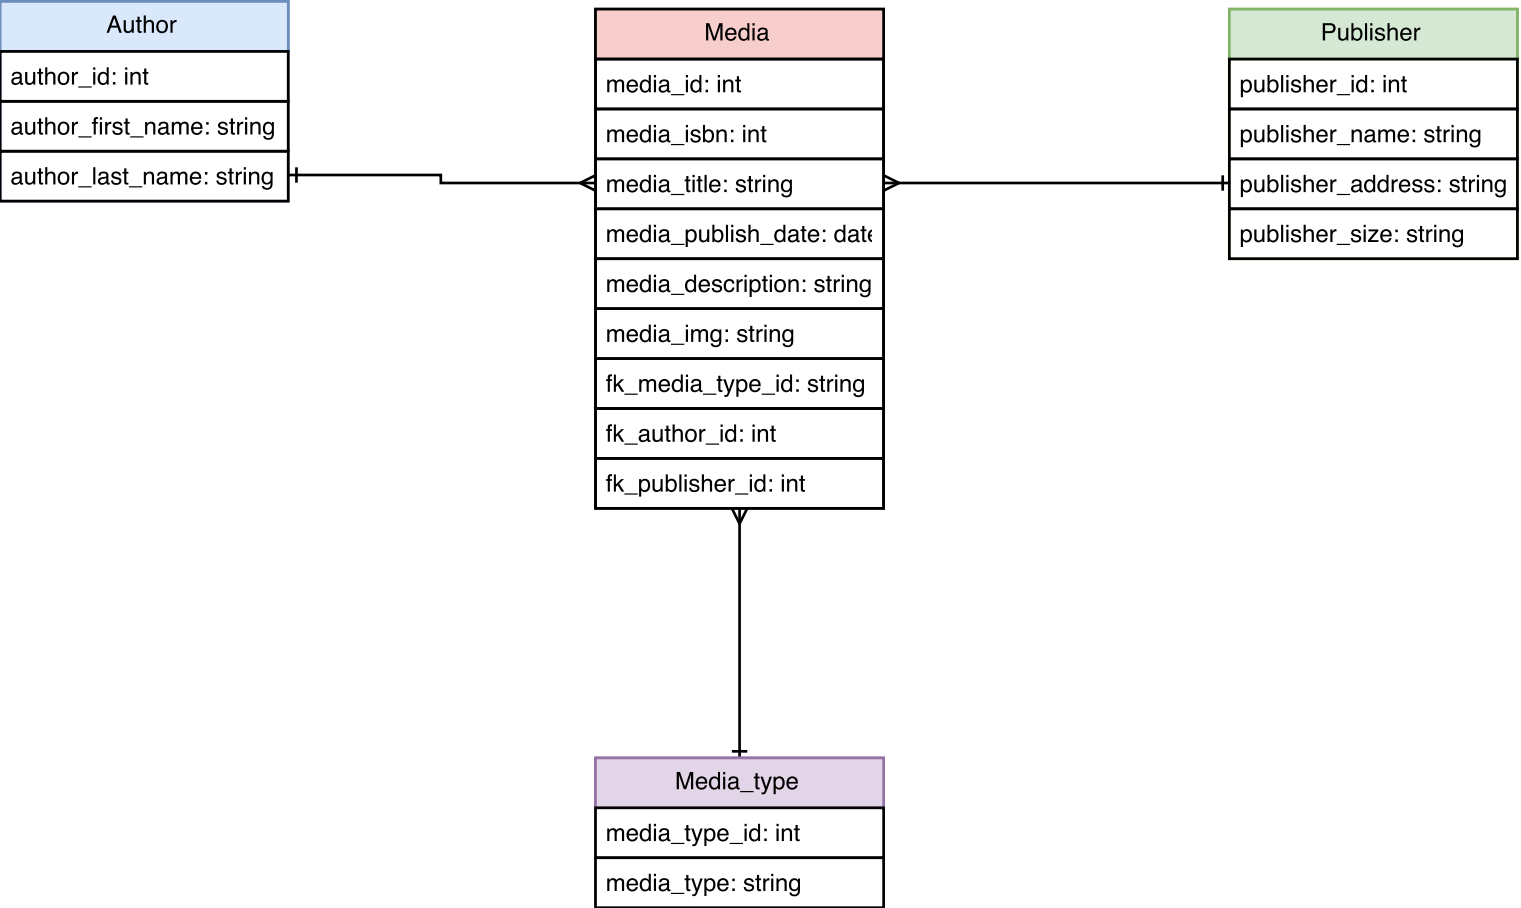 Author
author_id: int
author_first_name: string
author_last_name: string
Media
media_id: int
media_isbn: int
media_title: string
media_publish_date: date
media_description: string
media_img: string
fk_media_type_id: string
fk_author_id: int
fk_publisher_id: int
Publisher
publisher_id: int
publisher_name: string
publisher_address: string
publisher_size: string
Media_type
media_type_id: int
media_type: string